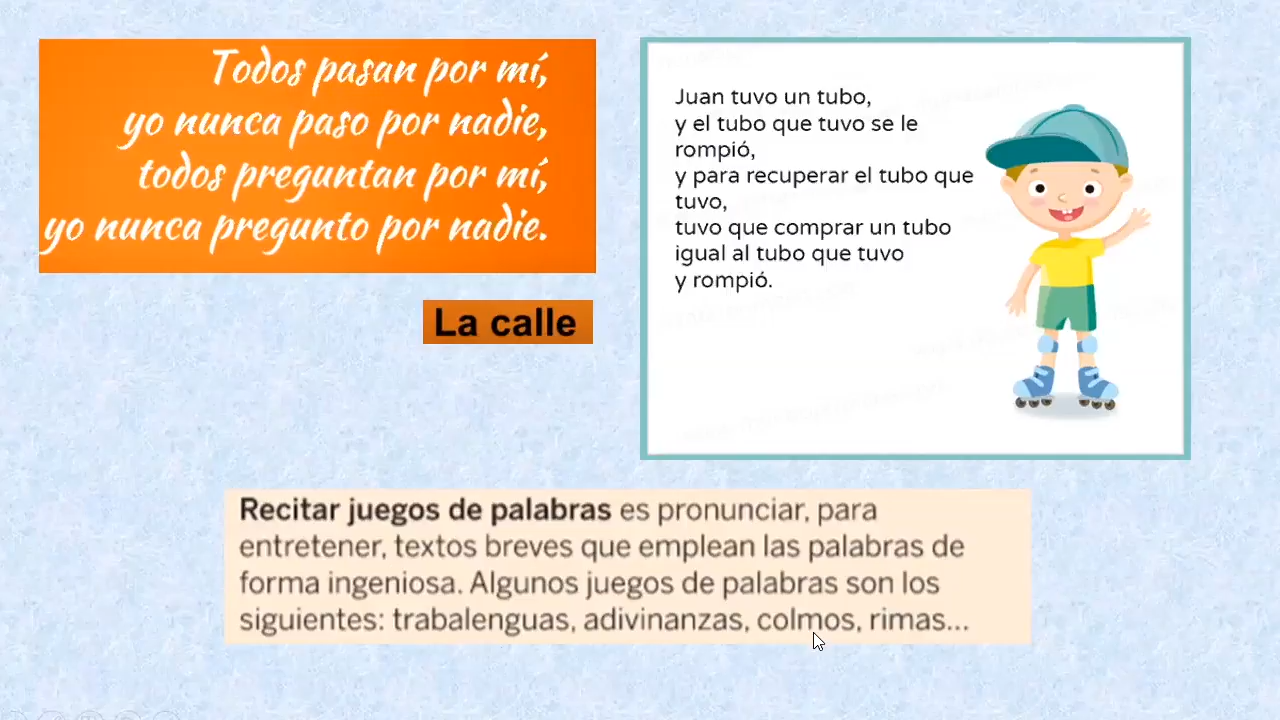 Todos pasan por mí,
yo nunca paso por nadie,
todos preguntan por mí,
yo nunca pregunto por nadie.
La calle
Juan tuvo un tubo,
y el tubo que tuvo se le
rompió,
y para recuperar el tubo que
tuvo,
tuvo que comprar un tubo
igual al tubo que tuvo
y rompió.
Recitar juegos de palabras es pronunciar, para
entretener, textos breves que emplean las palabras de
forma ingeniosa. Algunos juegos de palabras son los
siguientes: trabalenguas, adivinanzas, colmos, rimas...